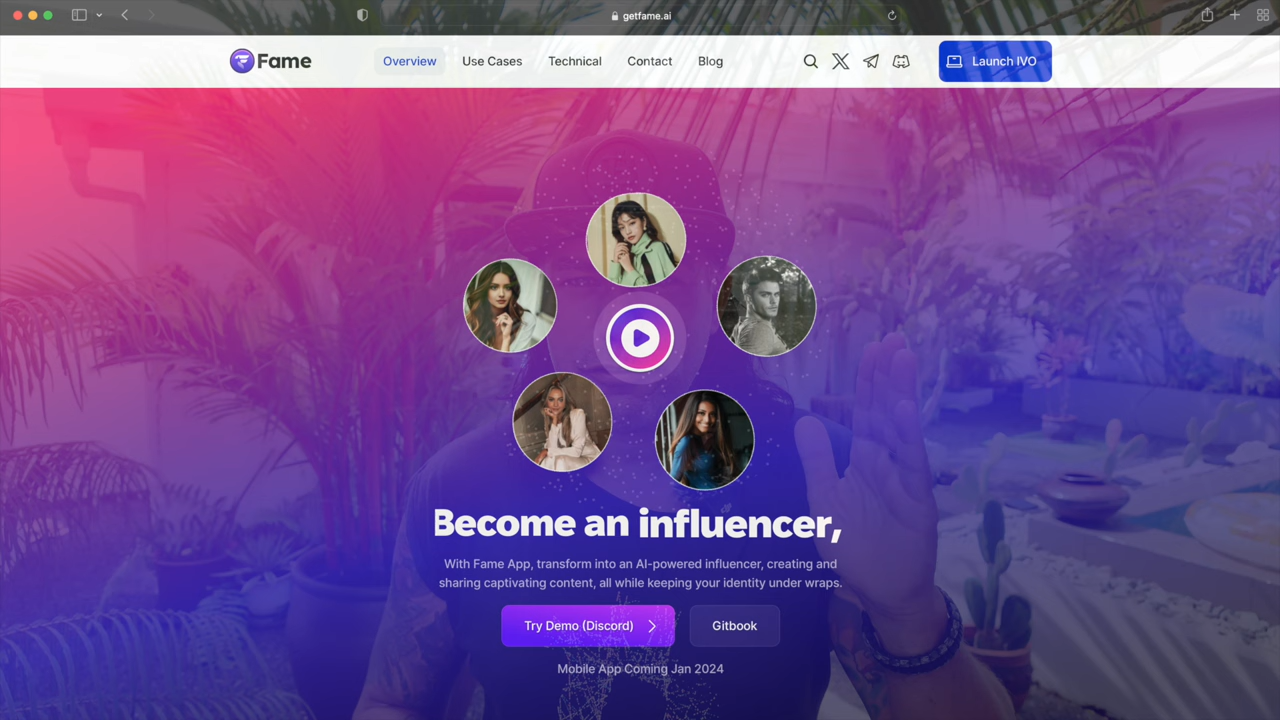 getfame.ai
Fame
Overview
Use Cases
Technical
Contact
Blog
Launch IVO
Become an influencer,
With Fame App, transform into an AI-powered influencer, creating and
sharing captivating content, all while keeping your identity under wraps.
Try Demo (Discord)
Gitbook
Mobile App Coming Jan 2024